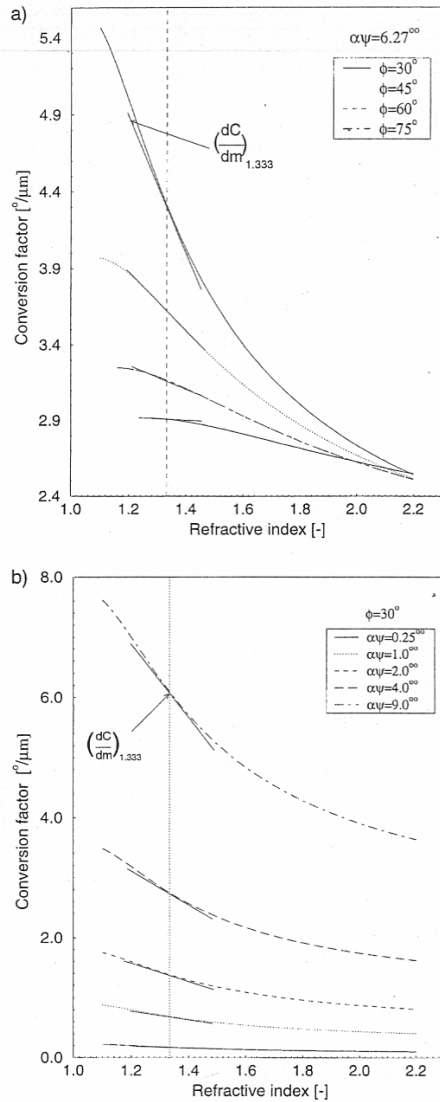 a)
5.4
4.9
4.4
3.9
3.4
2.9
2.4
Conversion factor [°/μm]
1.0 1.2 1.4 1.6 1.8 2.0 2.2
Refractive index [-]
αψ=6.27°°
ϕ=30°
ϕ=45°
ϕ=60°
ϕ=75°
(dC/dm)1.333
b)
8.0
6.0
4.0
2.0
0.0
Conversion factor [°/μm]
1.0 1.2 1.4 1.6 1.8 2.0 2.2
Refractive index [-]
ϕ=30°
αψ=0.25°°
αψ=1.0°°
αψ=2.0°°
αψ=4.0°°
αψ=9.0°°
(dC/dm)1.333